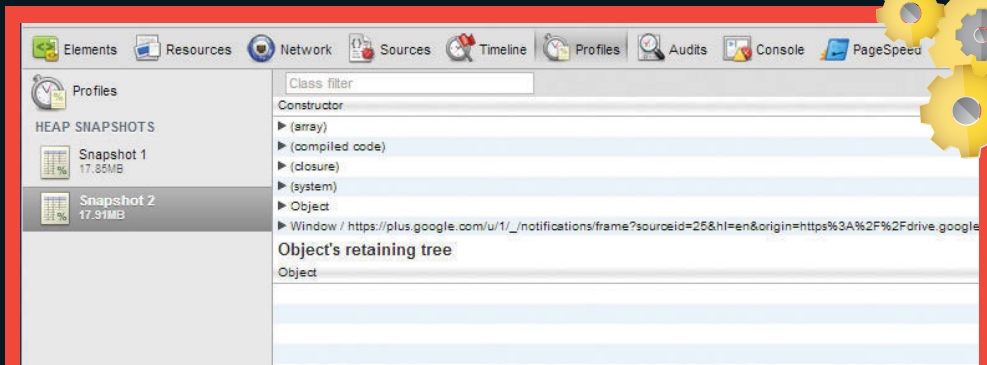 Elements Resources Network Sources Timeline Profiles Audits Console PageSpeed
Profiles
HEAP SNAPSHOTS
Snapshot 1
17.85MB
Snapshot 2
17.91MB
Class filter
Constructor
(array)
(compiled code)
(closure)
(system)
Object
Window / https://plus.google.com/u/1/_/notifications/frame?sourceid=25&hl=en&origin=https%3A%2F%2Fdrive.google
Object's retaining tree
Object